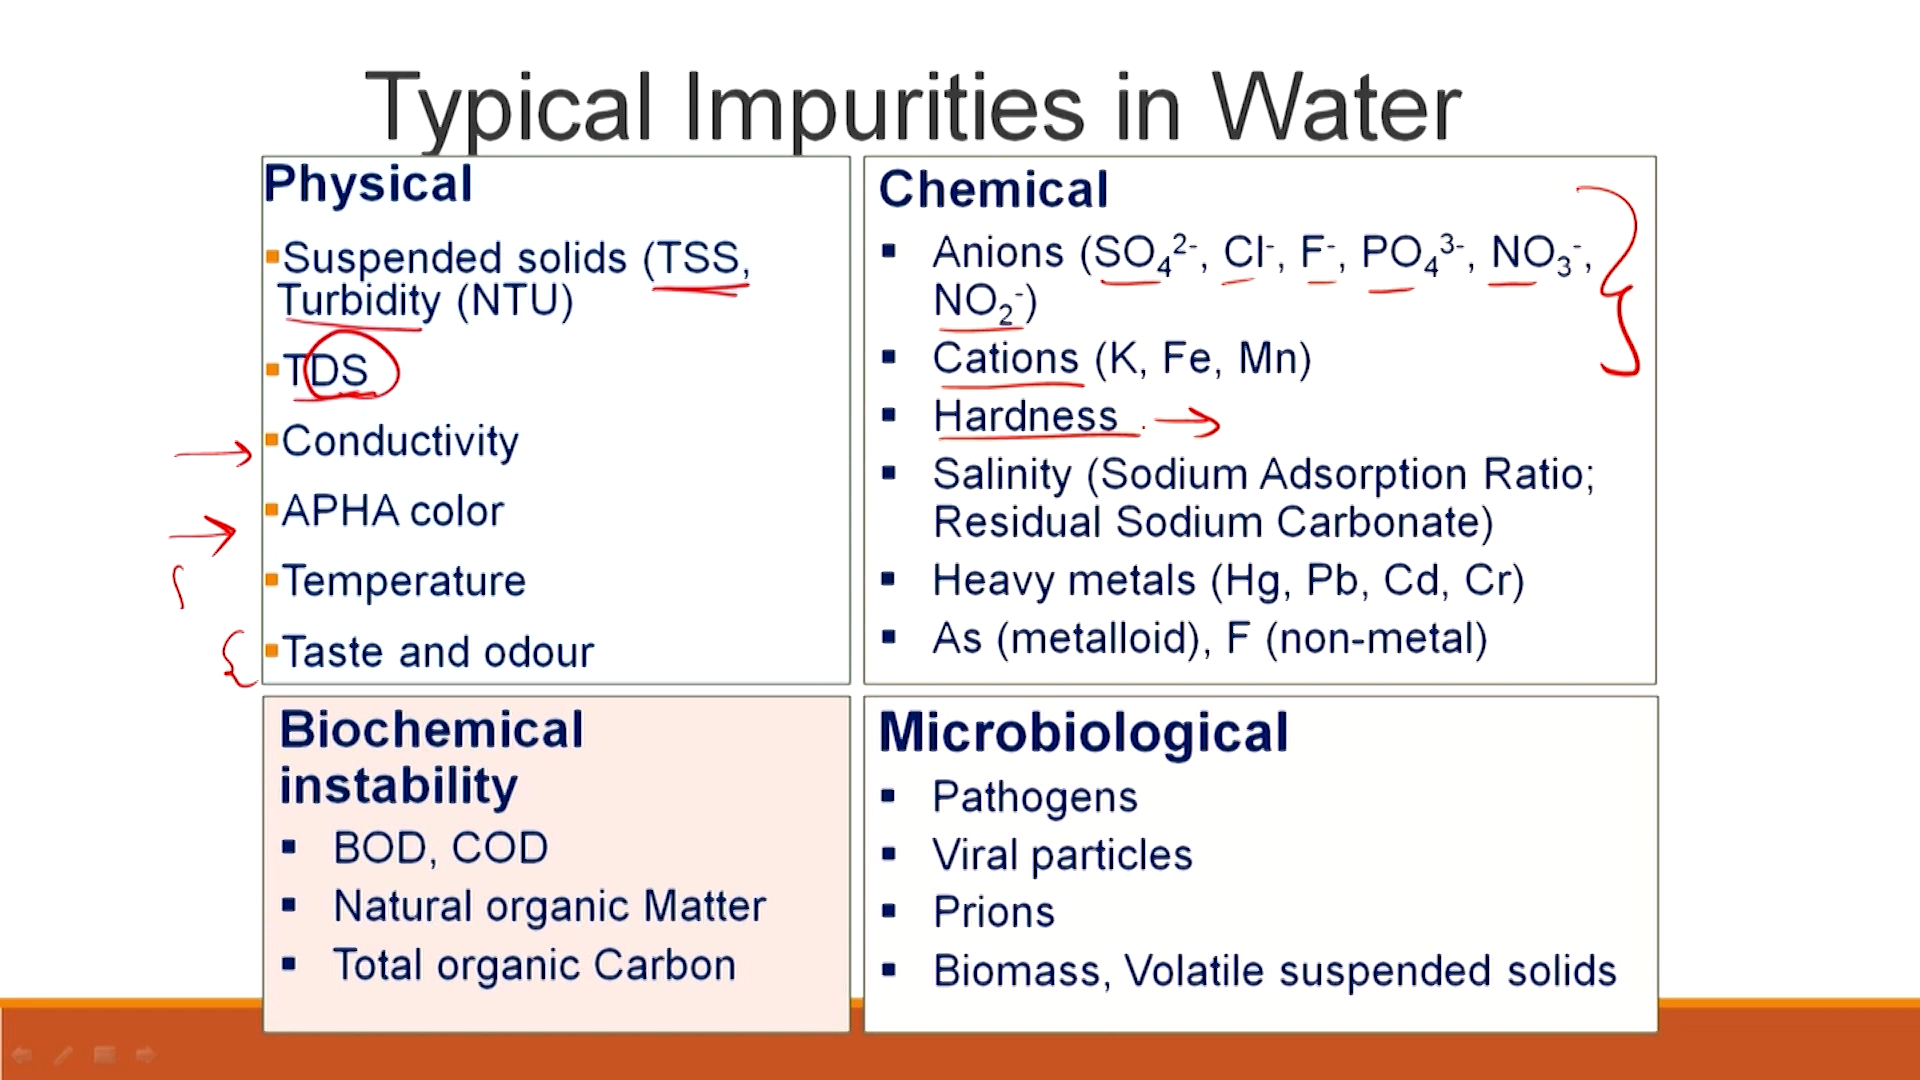 Typical Impurities in Water
Physical
▪Suspended solids (TSS,
Turbidity (NTU)
▪TDS
▪Conductivity
▪APHA color
▪Temperature
▪Taste and odour
Chemical
▪ Anions (SO₄²⁻, Cl⁻, F⁻, PO₄³⁻, NO₃⁻,
NO₂⁻)
▪ Cations (K, Fe, Mn)
▪ Hardness
▪ Salinity (Sodium Adsorption Ratio;
Residual Sodium Carbonate)
▪ Heavy metals (Hg, Pb, Cd, Cr)
▪ As (metalloid), F (non-metal)
Biochemical
instability
▪ BOD, COD
▪ Natural organic Matter
▪ Total organic Carbon
Microbiological
▪ Pathogens
▪ Viral particles
▪ Prions
▪ Biomass, Volatile suspended solids